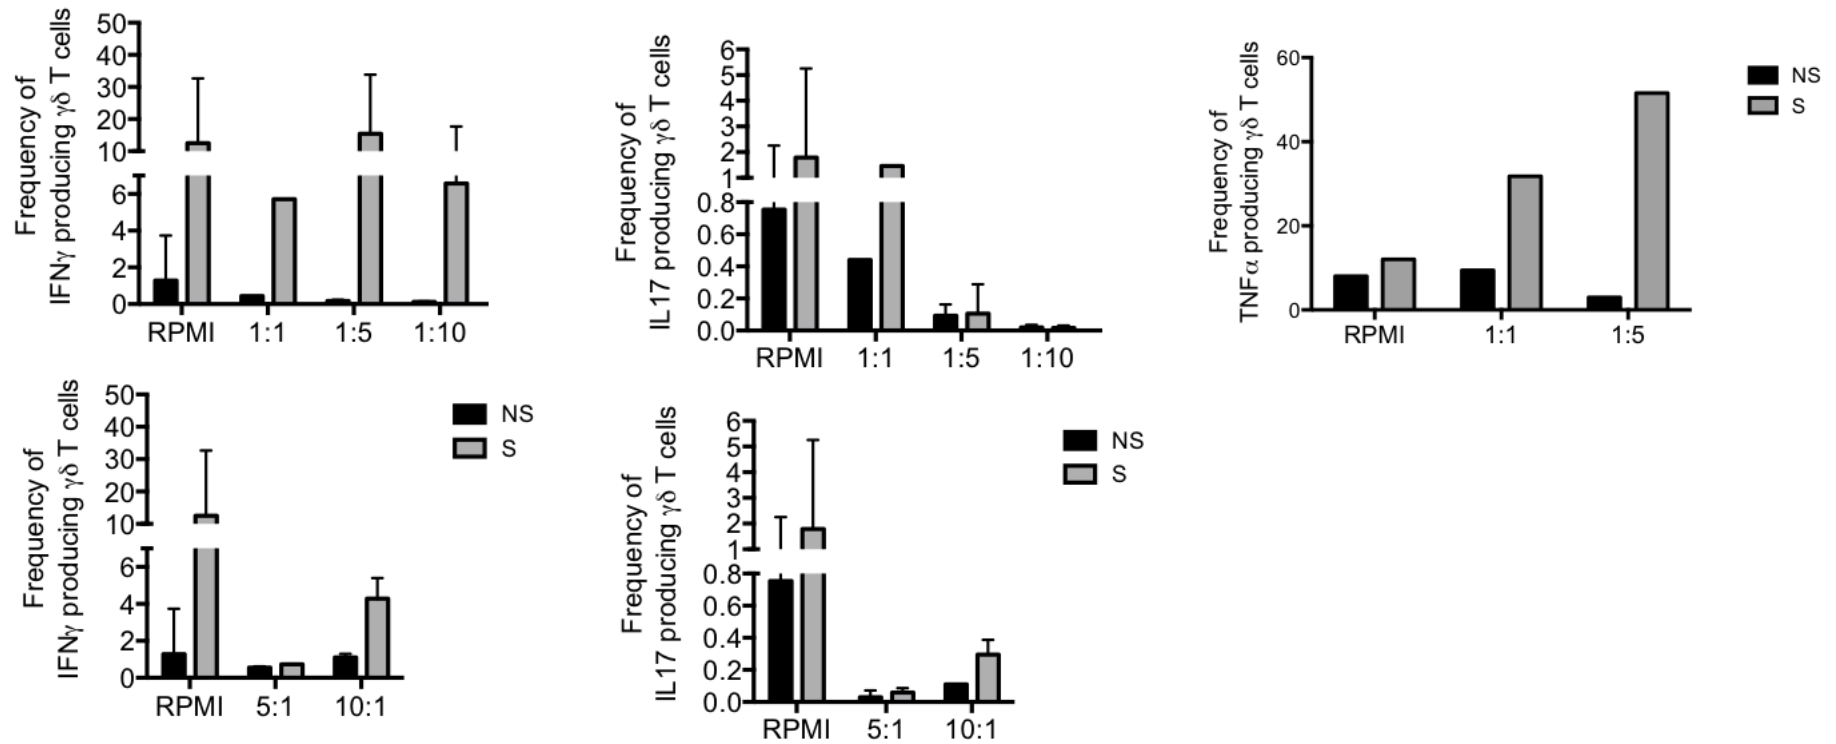 Frequency of
IFNγ producing γδ T cells
50
40
30
20
10
6
4
2
0
RPMI 1:1 1:5 1:10
Frequency of
IL17 producing γδ T cells
6
5
4
3
2
1
0.8
0.6
0.4
0.2
0.0
RPMI 1:1 1:5 1:10
Frequency of
TNFα producing γδ T cells
60
40
20
0
RPMI 1:1 1:5
NS
S
Frequency of
IFNγ producing γδ T cells
50
40
30
20
10
6
4
2
0
RPMI 5:1 10:1
NS
S
Frequency of
IL17 producing γδ T cells
6
5
4
3
2
1
0.8
0.6
0.4
0.2
0.0
RPMI 5:1 10:1
NS
S